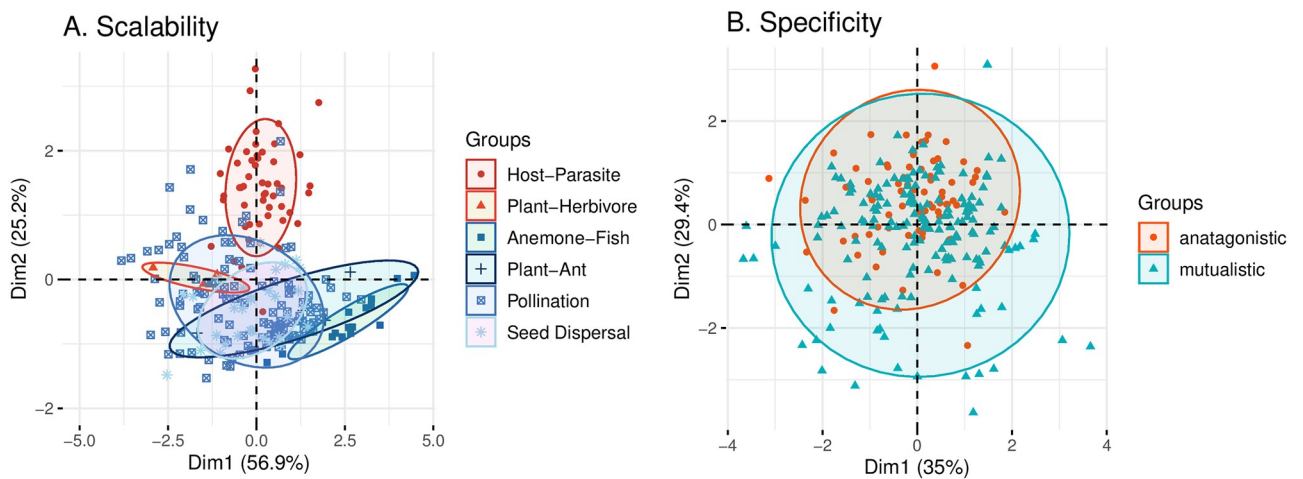 A. Scalability
Dim2 (25.2%)
2
0
−2
−5.0
−2.5
0.0
2.5
5.0
Dim1 (56.9%)
Groups
Host−Parasite
Plant−Herbivore
Anemone−Fish
Plant−Ant
Pollination
Seed Dispersal
B. Specificity
Dim2 (29.4%)
2
0
−2
−4
−2
0
2
4
Dim1 (35%)
Groups
anatagonistic
mutualistic